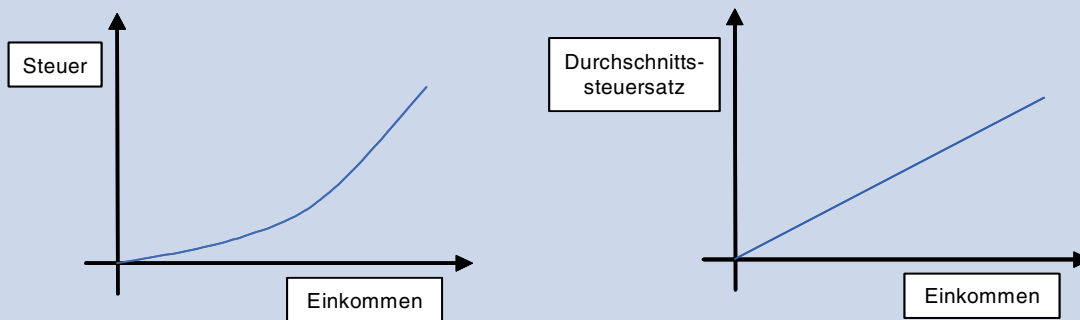 Steuer
Einkommen
Durchschnitts-
steuersatz
Einkommen